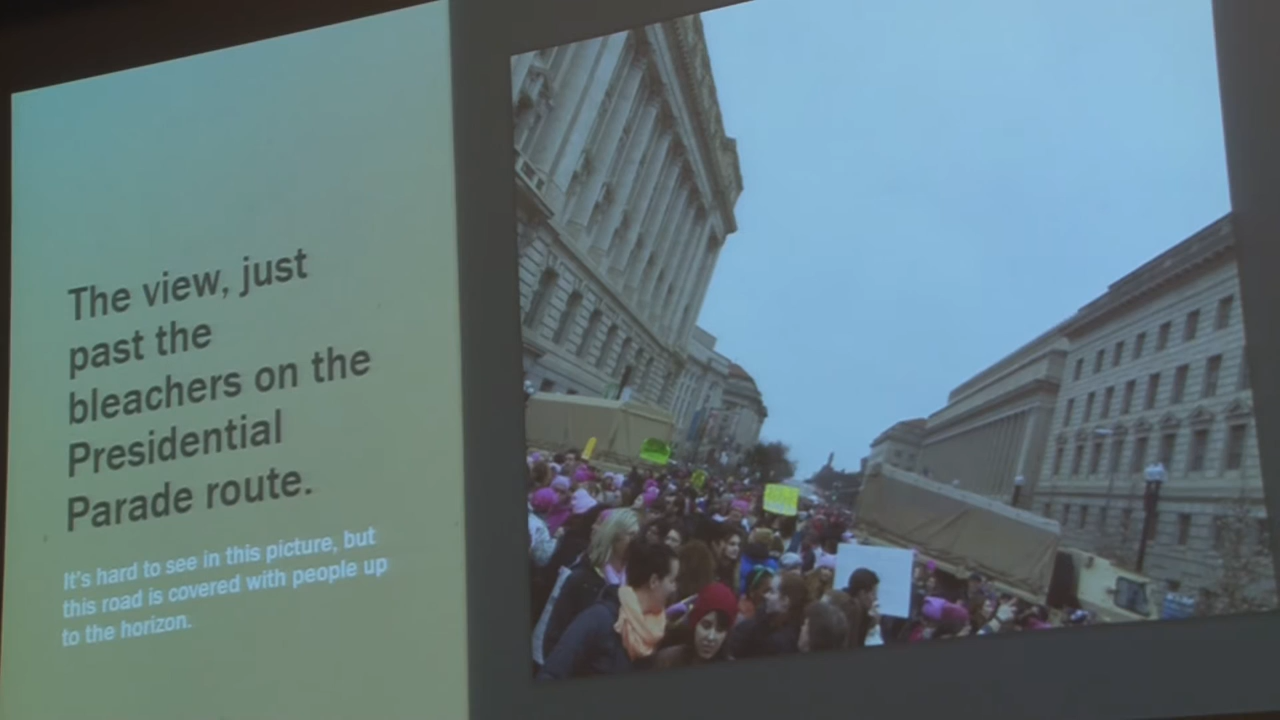 The view, just
past the
bleachers on the
Presidential
Parade route.
It's hard to see in this picture, but
this road is covered with people up
to the horizon.